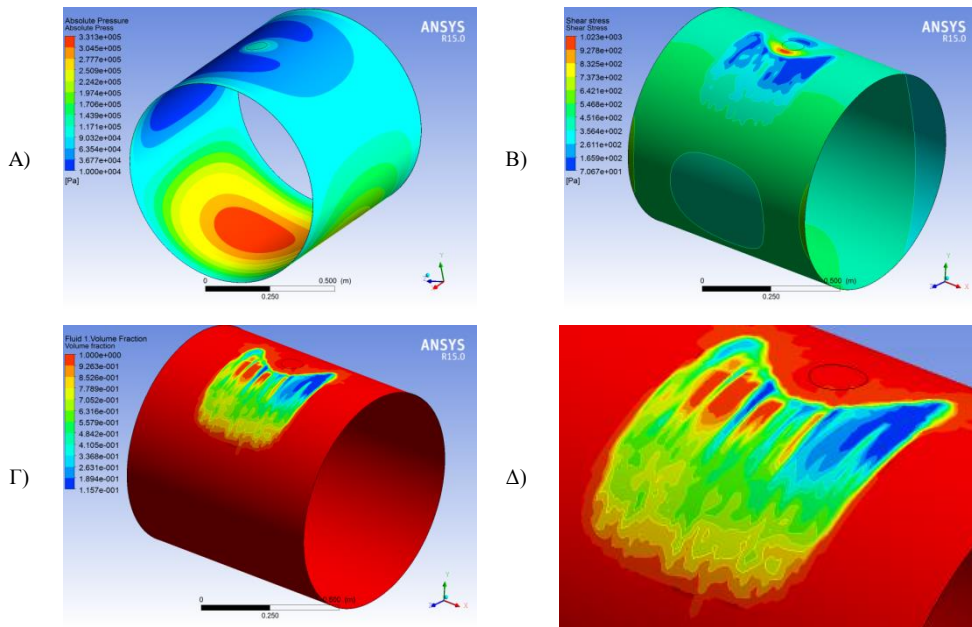 Α)
Absolute Pressure
Absolute Press
3.313e+005
3.045e+005
2.777e+005
2.509e+005
2.242e+005
1.974e+005
1.706e+005
1.439e+005
1.171e+005
9.032e+004
6.354e+004
3.677e+004
1.000e+004
[Pa]
ANSYS
R15.0
0
0.500 (m)
0.250
Y
Β)
Shear stress
Shear Stress
1.023e+003
9.278e+002
8.325e+002
7.373e+002
6.421e+002
5.468e+002
4.516e+002
3.564e+002
2.611e+002
1.659e+002
7.067e+001
[Pa]
ANSYS
R15.0
0
0.500 (m)
0.250
Y
Z
X
Γ)
Fluid 1.Volume Fraction
Volume fraction
1.000e+000
9.263e-001
8.526e-001
7.789e-001
7.052e-001
6.316e-001
5.579e-001
4.842e-001
4.105e-001
3.368e-001
2.631e-001
1.894e-001
1.157e-001
ANSYS
R15.0
0
(m)
0.250
Y
Z
X
Δ)